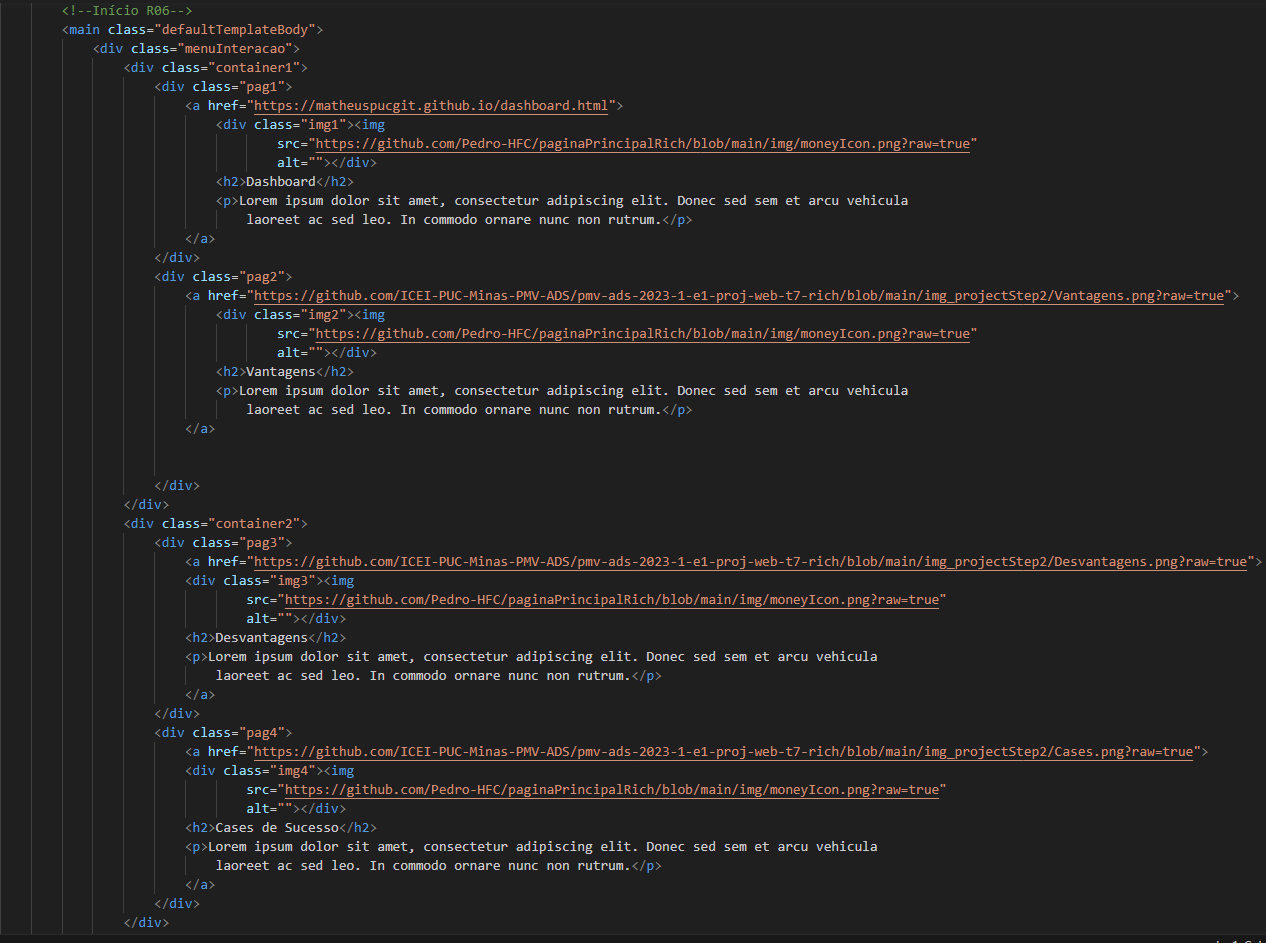 <!--Início R06-->
<main class="defaultTemplateBody">
<div class="menuInteracao">
<div class="container1">
<div class="pag1">
<a href="https://matheuspucgit.github.io/dashboard.html">
<div class="img1"><img
src="https://github.com/Pedro-HFC/paginaPrincipalRich/blob/main/img/moneyIcon.png?raw=true"
alt=""></div>
<h2>Dashboard</h2>
<p>Lorem ipsum dolor sit amet, consectetur adipiscing elit. Donec sed sem et arcu vehicula
laoreet ac sed leo. In commodo ornare nunc non rutrum.</p>
</a>
</div>
<div class="pag2">
<a href="https://github.com/ICEI-PUC-Minas-PMV-ADS/pmv-ads-2023-1-e1-proj-web-t7-rich/blob/main/img_projectStep2/Vantagens.png?raw=true">
<div class="img2"><img
src="https://github.com/Pedro-HFC/paginaPrincipalRich/blob/main/img/moneyIcon.png?raw=true"
alt=""></div>
<h2>Vantagens</h2>
<p>Lorem ipsum dolor sit amet, consectetur adipiscing elit. Donec sed sem et arcu vehicula
laoreet ac sed leo. In commodo ornare nunc non rutrum.</p>
</a>
</div>
</div>
<div class="container2">
<div class="pag3">
<a href="https://github.com/ICEI-PUC-Minas-PMV-ADS/pmv-ads-2023-1-e1-proj-web-t7-rich/blob/main/img_projectStep2/Desvantagens.png?raw=true">
<div class="img3"><img
src="https://github.com/Pedro-HFC/paginaPrincipalRich/blob/main/img/moneyIcon.png?raw=true"
alt=""></div>
<h2>Desvantagens</h2>
<p>Lorem ipsum dolor sit amet, consectetur adipiscing elit. Donec sed sem et arcu vehicula
laoreet ac sed leo. In commodo ornare nunc non rutrum.</p>
</a>
</div>
<div class="pag4">
<a href="https://github.com/ICEI-PUC-Minas-PMV-ADS/pmv-ads-2023-1-e1-proj-web-t7-rich/blob/main/img_projectStep2/Cases.png?raw=true">
<div class="img4"><img
src="https://github.com/Pedro-HFC/paginaPrincipalRich/blob/main/img/moneyIcon.png?raw=true"
alt=""></div>
<h2>Cases de Sucesso</h2>
<p>Lorem ipsum dolor sit amet, consectetur adipiscing elit. Donec sed sem et arcu vehicula
laoreet ac sed leo. In commodo ornare nunc non rutrum.</p>
</a>
</div>
</div>